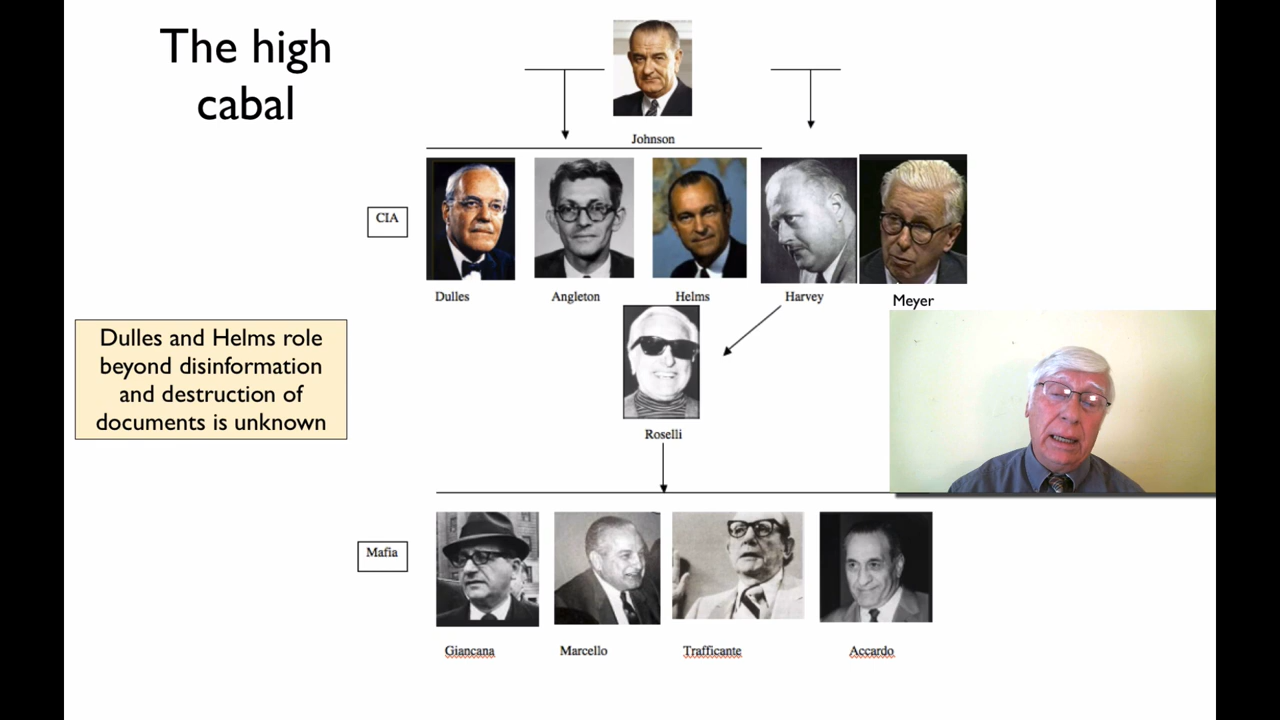 The high
cabal
Johnson
CIA
Dulles
Angleton
Helms
Harvey
Meyer
Dulles and Helms role
beyond disinformation
and destruction of
documents is unknown
Roselli
Mafia
Giancana
Marcello
Trafficante
Accardo